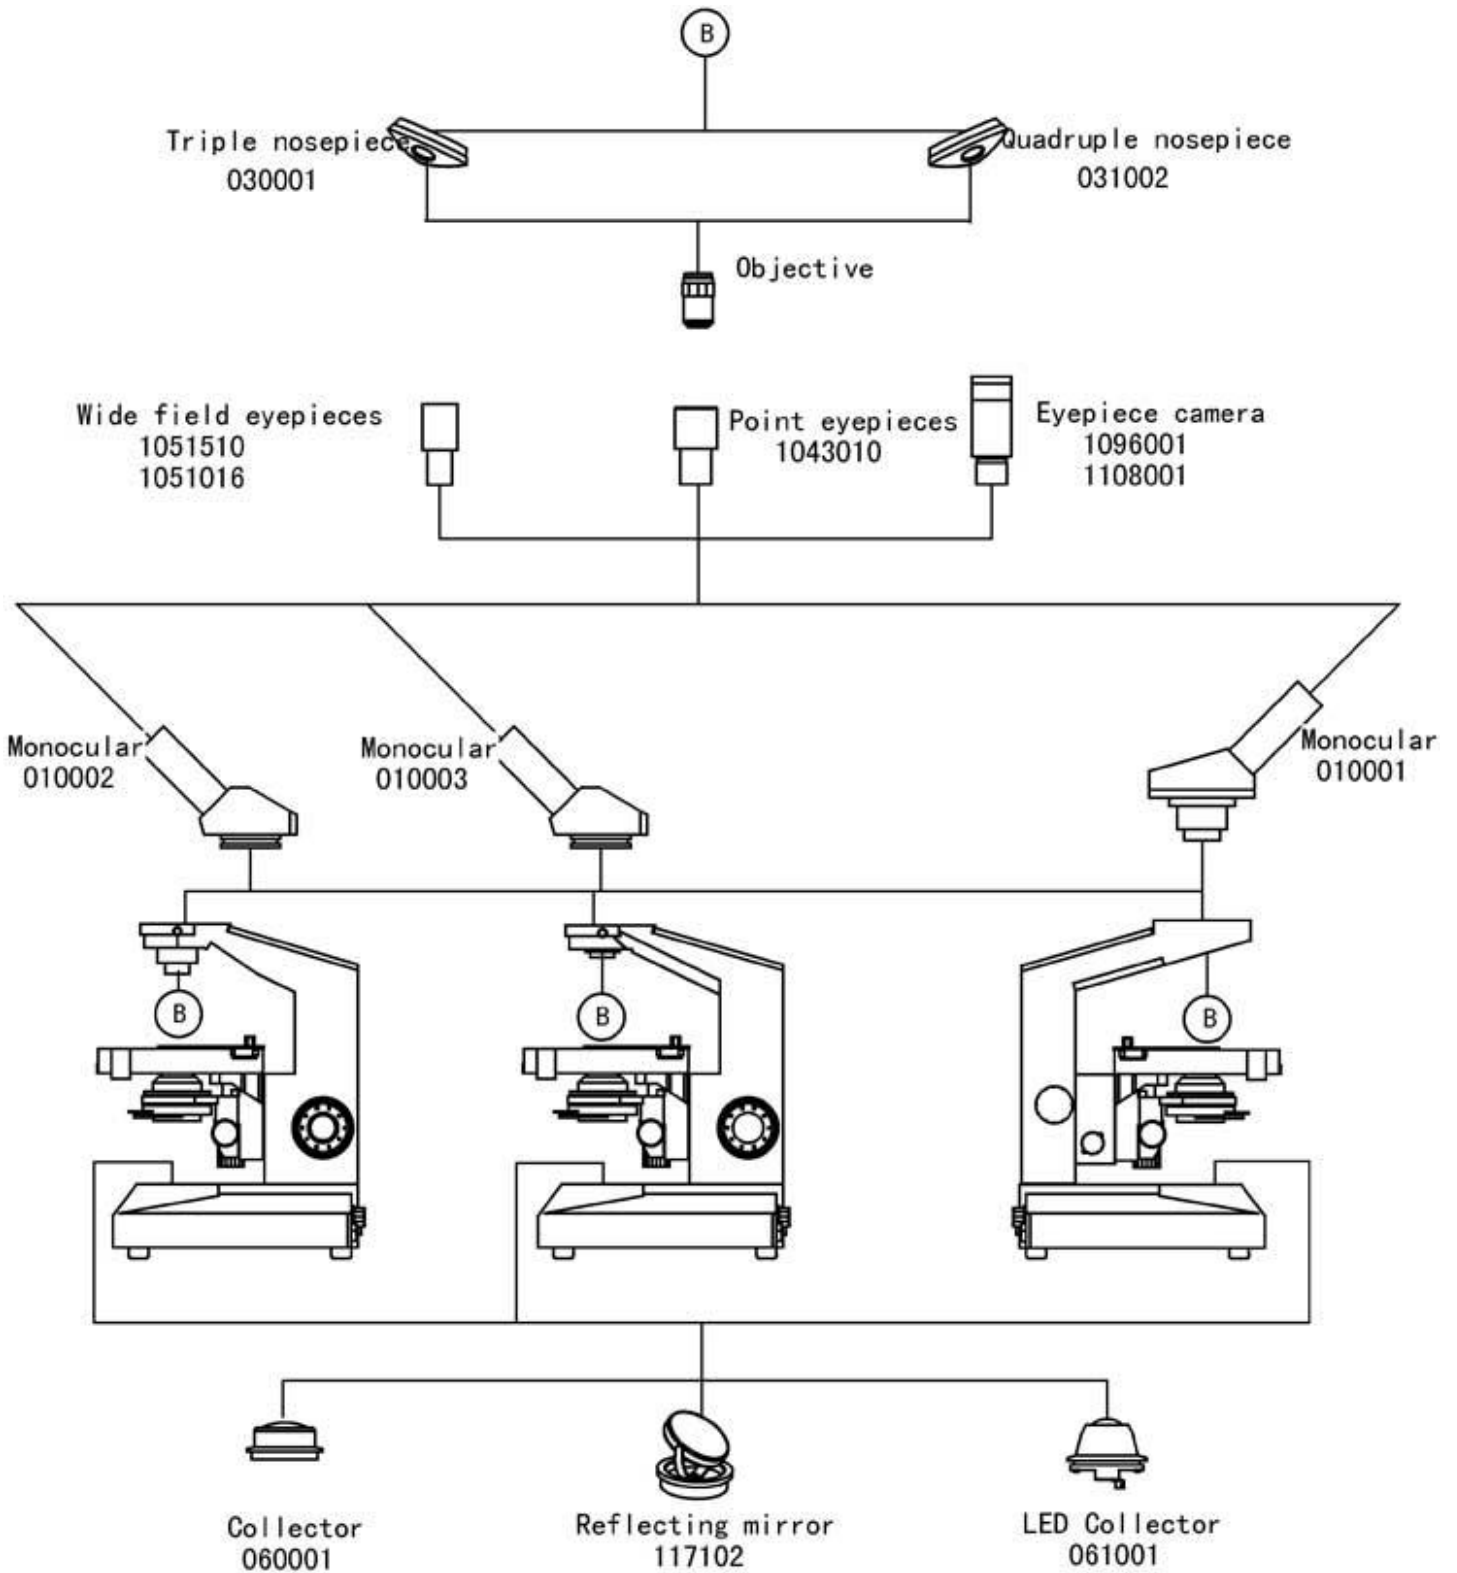 B
Triple nosepiece
030001
Quadruple nosepiece
031002
Objective
Wide field eyepieces
1051510
1051016
Point eyepieces
1043010
Eyepiece camera
1096001
1108001
Monocular
010002
Monocular
010003
Monocular
010001
B
B
B
Collector
060001
Reflecting mirror
117102
LED Collector
061001